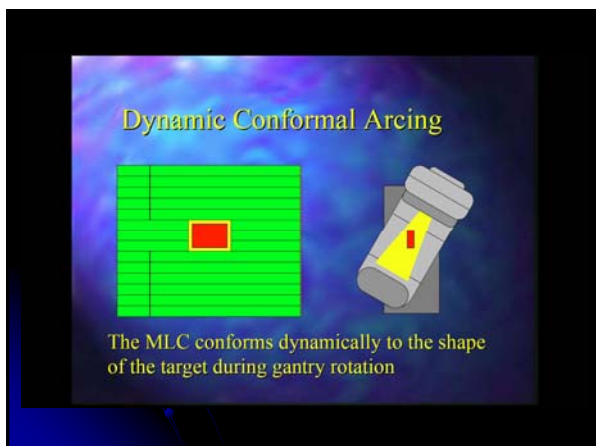 Dynamic Conformal Arcing
The MLC conforms dynamically to the shape
of the target during gantry rotation